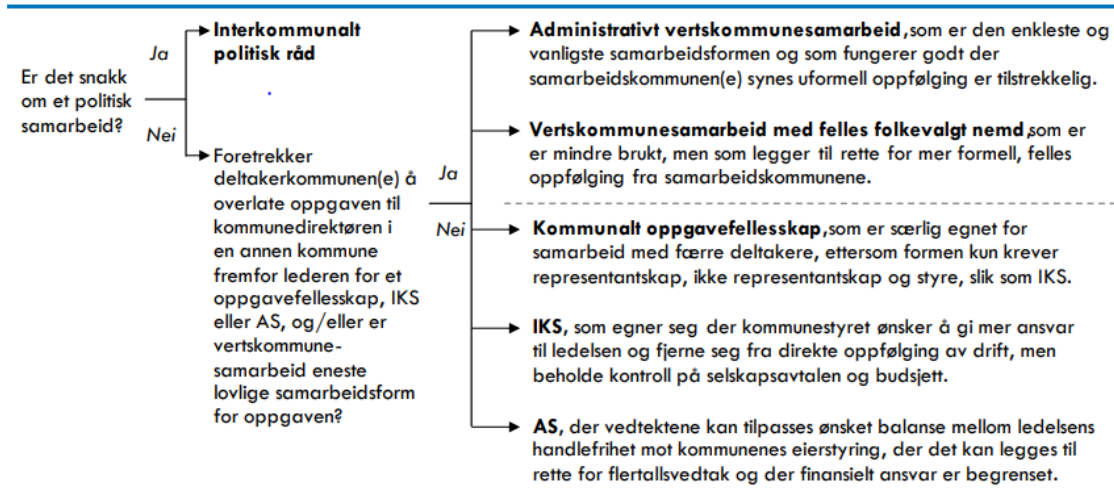 Er det snakk
om et politisk
samarbeid?
Ja
Nei
Interkommunalt
politisk råd
Foretrekker
deltakerkommunen(e) å
overlate oppgaven til
kommunedirektøren i
en annen kommune
fremfor lederen for et
oppgavefellesskap, IKS
eller AS, og/eller er
vertskommune-
samarbeid eneste
lovlige samarbeidsform
for oppgaven?
Ja
Nei
Administrativt vertskommunesamarbeid, som er den enkleste og
vanligste samarbeidsformen og som fungerer godt der
samarbeidskommunen(e) synes uformell oppfølging er tilstrekkelig.
Vertskommunesamarbeid med felles folkevalgt nemd, som er
er mindre brukt, men som legger til rette for mer formell, felles
oppfølging fra samarbeidskommunene.
Kommunalt oppgavefellesskap, som er særlig egnet for
samarbeid med færre deltakere, ettersom formen kun krever
representantskap, ikke representantskap og styre, slik som IKS.
IKS, som egner seg der kommunestyret ønsker å gi mer ansvar
til ledelsen og fjerne seg fra direkte oppfølging av drift, men
beholde kontroll på selskapsavtalen og budsjett.
AS, der vedtektene kan tilpasses ønsket balanse mellom ledelsens
handlefrihet mot kommunenes eierstyring, der det kan legges til
rette for flertallsvedtak og der finansielt ansvar er begrenset.